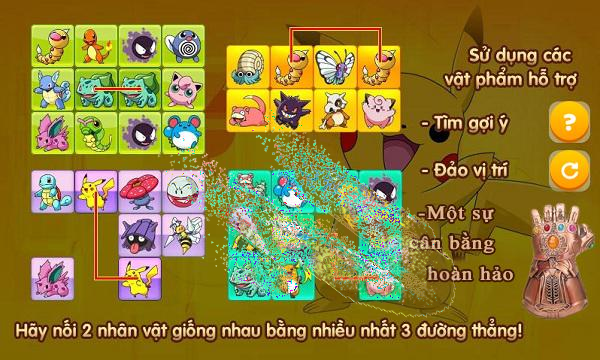 Sử dụng các
vật phẩm hỗ trợ
- Tìm gợi ý
?
- Đảo vị trí
-Một sự
cân bằng
hoàn hảo
Hãy nối 2 nhân vật giống nhau bằng nhiều nhất 3 đường thẳng!